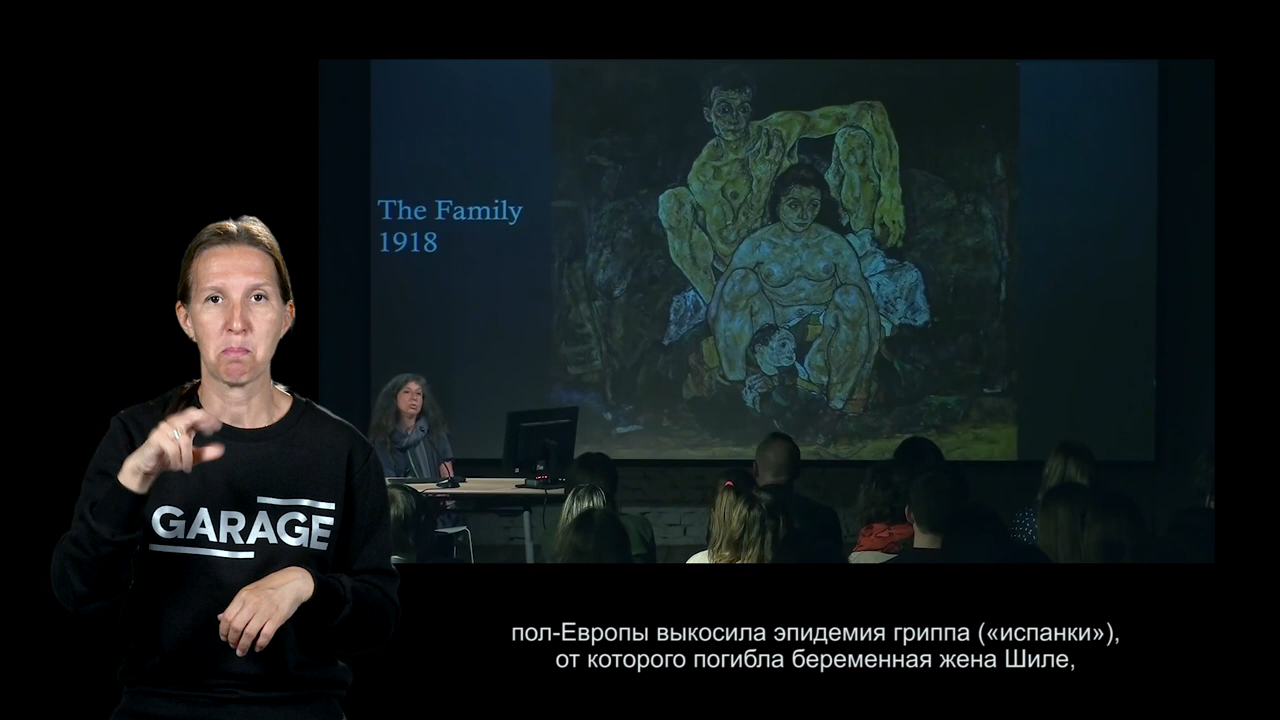 The Family
1918
GARAGE
пол-Европы выкосила эпидемия гриппа («испанки»),
от которого погибла беременная жена Шиле,